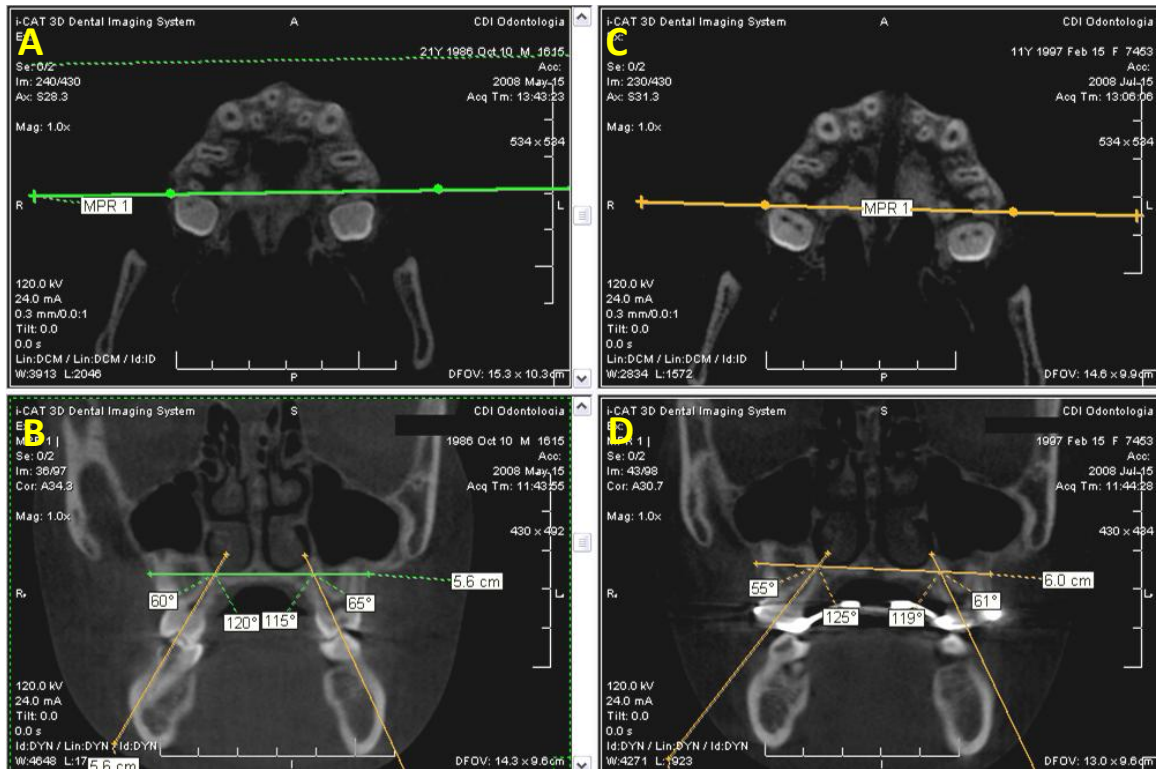 A
i-CAT 3D Dental Imaging System A CDI Odontologia
Ex:
21Y 1986 Oct 10 M 1615
Se: 0/2 Acc:
Im: 240/430 2008 May 15
Ax: S28.3 Acq Tm: 13:43:23
Mag: 1.0x
534 x 534
R L
MPR 1
120.0 kV
24.0 mA
0.3 mm/0.0:1
Tilt: 0.0
0.0 s
Lin:DCM / Lin:DCM / Id:ID
W:3913 L:2046 P DFOV: 15.3 x 10.3cm
C
i-CAT 3D Dental Imaging System A CDI Odontologia
Ex:
11Y 1997 Feb 15 F 7453
Se: 0/2 Acc:
Im: 230/430 2008 Jul 15
Ax: S31.3 Acq Tm: 13:06:06
Mag: 1.0x
534 x 534
R MPR 1 L
120.0 kV
24.0 mA
0.3 mm/0.0:1
Tilt: 0.0
0.0 s
Lin:DCM / Lin:DCM / Id:ID
W:2834 L:1572 P DFOV: 14.6 x 9.9cm
B
i-CAT 3D Dental Imaging System S CDI Odontologia
MPR 1 | 1986 Oct 10 M 1615
Se: 0/2 Acc:
Im: 36/97 2008 May 15
Cor: A34.3 Acq Tm: 11:43:55
Mag: 1.0x
430 x 492
5.6 cm
R L
60° 65°
120° 115°
120.0 kV
24.0 mA
Tilt: 0.0
0.0 s
Id:DYN / Lin:DYN / Id:DYN
5.6 cm
W:4648 DFOV: 14.3 x 9.6cm
I
D
i-CAT 3D Dental Imaging System S CDI Odontologia
MPR 1 | 1997 Feb 15 F 7453
Se: 0/2 Acc:
Im: 43/98 2008 Jul 15
Cor: A30.7 Acq Tm: 11:44:28
Mag: 1.0x
430 x 434
6.0 cm
R L
55° 61°
125° 119°
120.0 kV
24.0 mA
Tilt: 0.0
0.0 s
Id:DYN / Lin:DYN / Id:DYN
W:4271 L:1923 I DFOV: 13.0 x 9.6cm